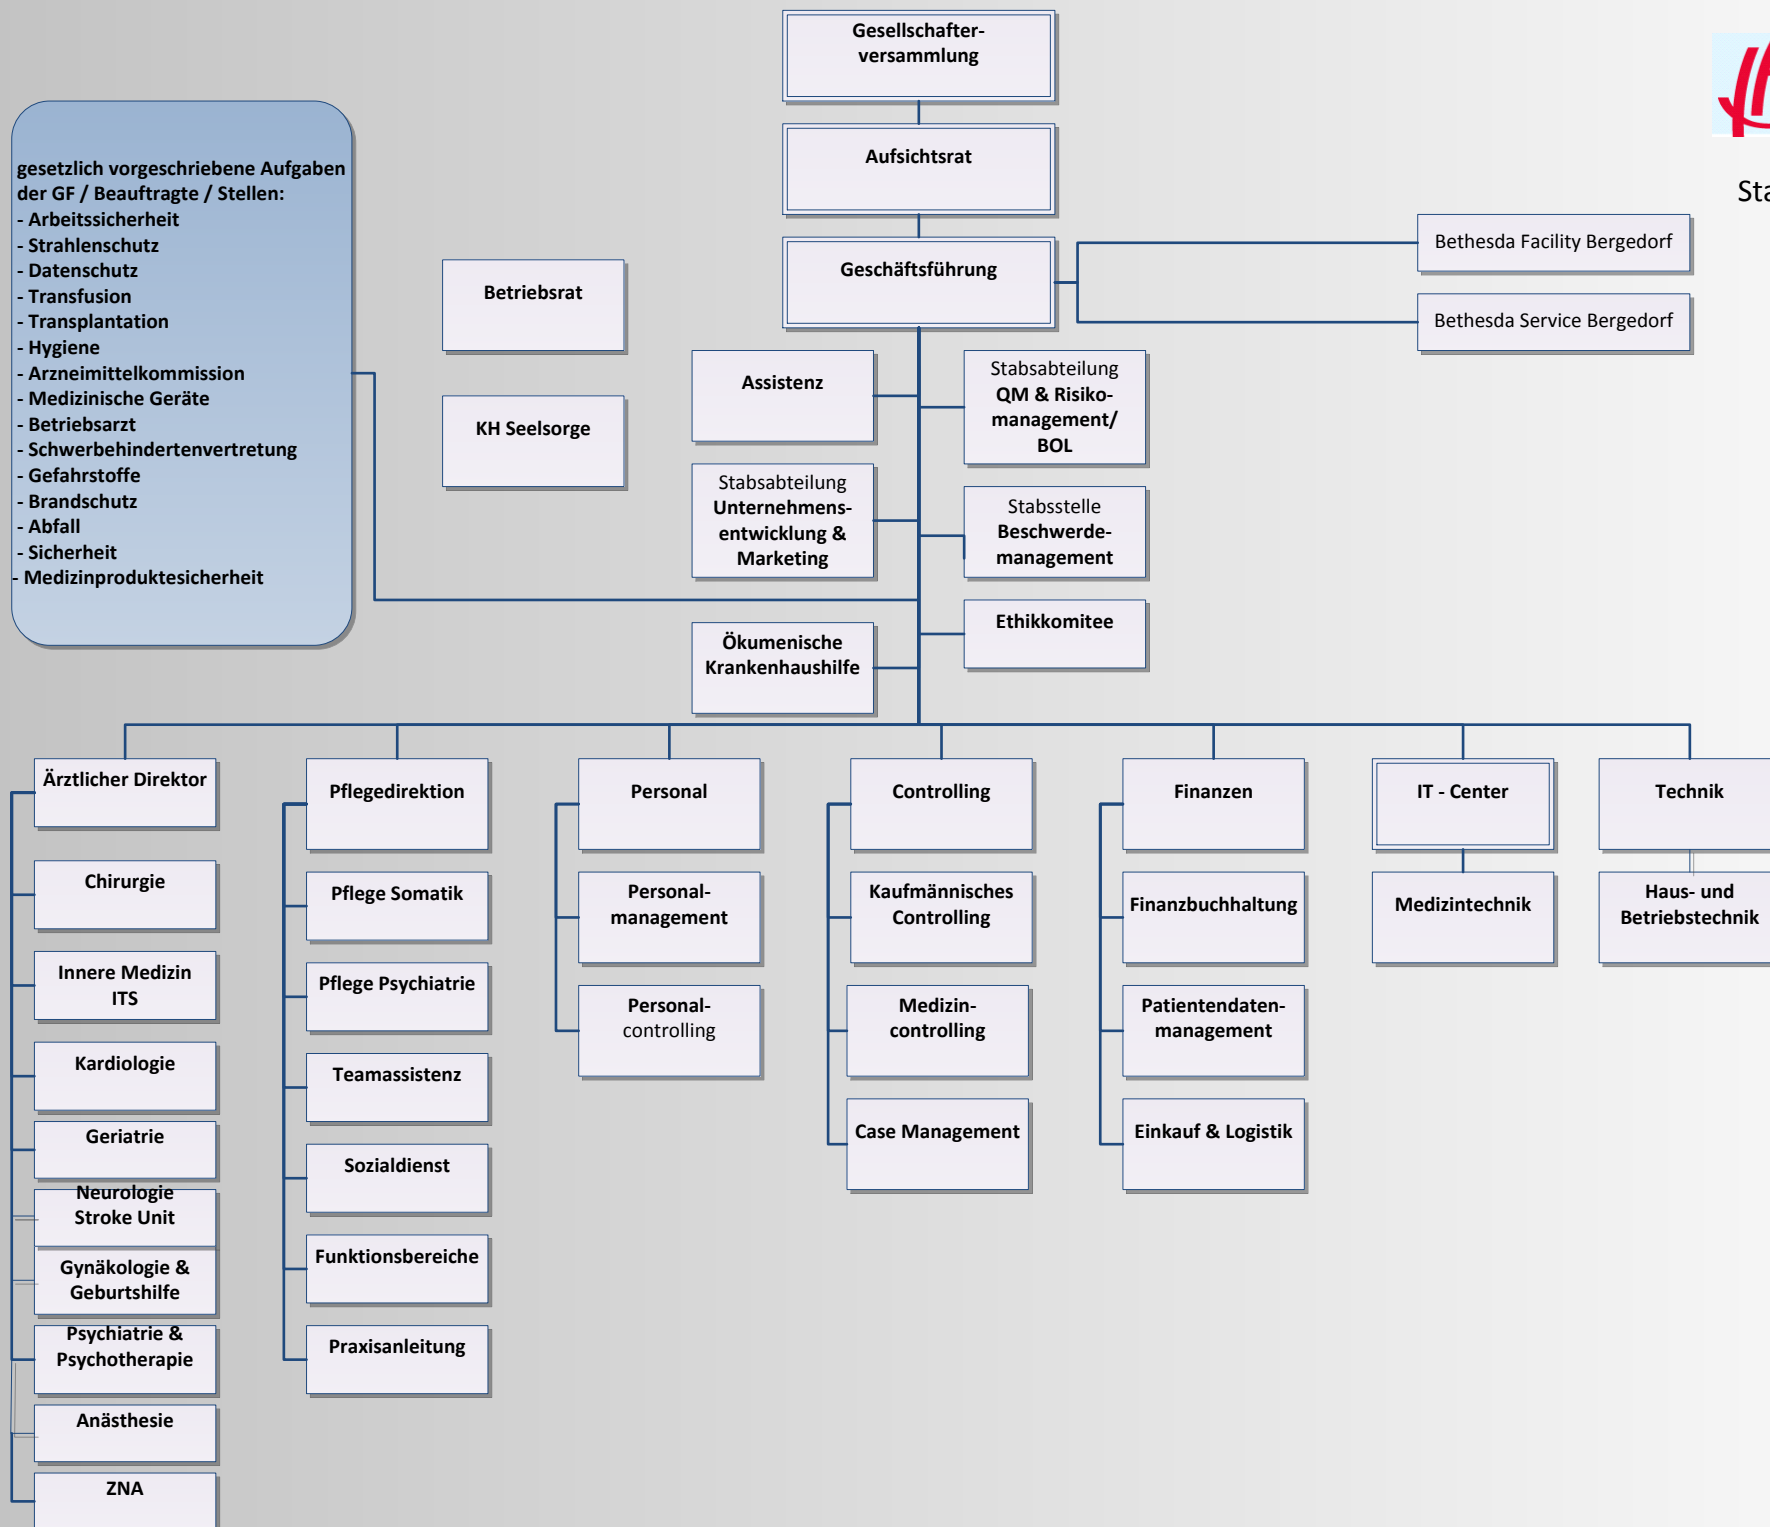 Gesellschafter-
versammlung
Aufsichtsrat
Geschäftsführung
Bethesda Facility Bergedorf
Bethesda Service Bergedorf
gesetzlich vorgeschriebene Aufgaben
der GF / Beauftragte / Stellen:
- Arbeitssicherheit
- Strahlenschutz
- Datenschutz
- Transfusion
- Transplantation
- Hygiene
- Arzneimittelkommission
- Medizinische Geräte
- Betriebsarzt
- Schwerbehindertenvertretung
- Gefahrstoffe
- Brandschutz
- Abfall
- Sicherheit
- Medizinproduktesicherheit
Betriebsrat
KH Seelsorge
Assistenz
Stabsabteilung
QM & Risiko-
management/
BOL
Stabsabteilung
Unternehmens-
entwicklung &
Marketing
Stabsstelle
Beschwerde-
management
Ethikkomitee
Ökumenische
Krankenhaushilfe
Ärztlicher Direktor
Chirurgie
Innere Medizin
ITS
Kardiologie
Geriatrie
Neurologie
Stroke Unit
Gynäkologie &
Geburtshilfe
Psychiatrie &
Psychotherapie
Anästhesie
ZNA
Pflegedirektion
Pflege Somatik
Pflege Psychiatrie
Teamassistenz
Sozialdienst
Funktionsbereiche
Praxisanleitung
Personal
Personal-
management
Personal-
controlling
Controlling
Kaufmännisches
Controlling
Medizin-
controlling
Case Management
Finanzen
Finanzbuchhaltung
Patientendaten-
management
Einkauf & Logistik
IT - Center
Medizintechnik
Technik
Haus- und
Betriebstechnik